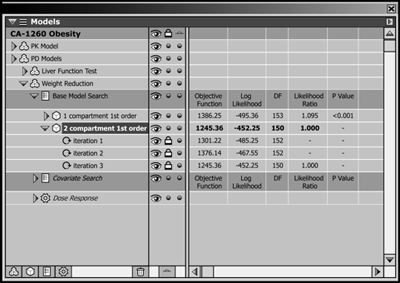 Models
CA-1260 Obesity
PK Model
PD Models
Liver Function Test
Weight Reduction
Base Model Search Objective Function Log Likelihood DF Likelihood Ratio P Value
1 compartment 1st order 1386.25 -495.36 153 1.095 <0.001
2 compartment 1st order 1245.36 -452.25 150 1.000 -
iteration 1 1301.22 -485.25 152 -
iteration 2 1376.14 -467.55 152 -
iteration 3 1245.36 -452.25 150 1.000 -
Covariate Search Objective Function Log Likelihood DF Likelihood Ratio P Value
Dose Response